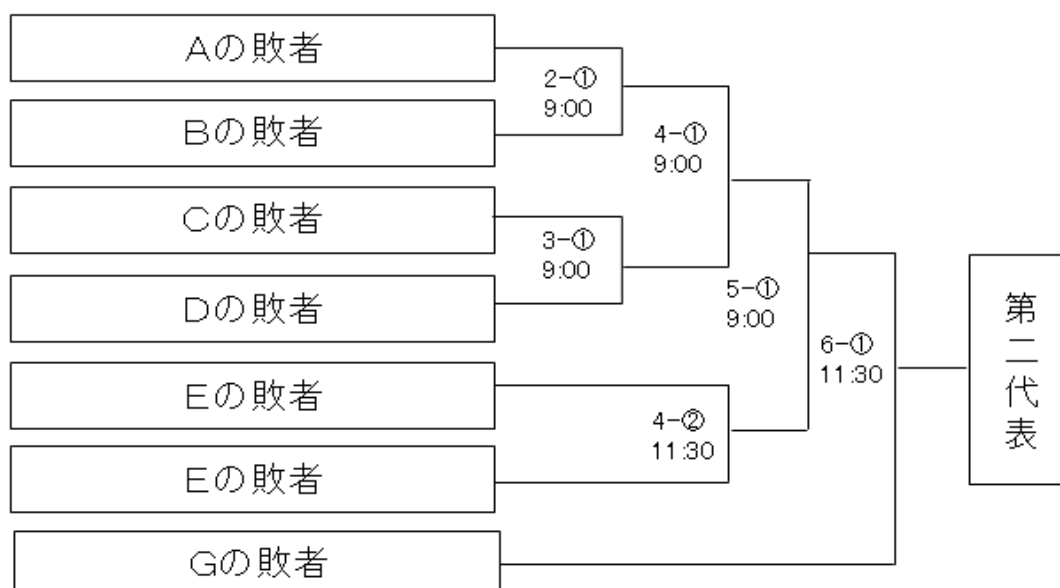 Aの敗者
2-①
9:00
Bの敗者
4-①
9:00
Cの敗者
3-①
9:00
Dの敗者
5-①
9:00
6-①
11:30
第二代表
Eの敗者
4-②
11:30
Eの敗者
Gの敗者